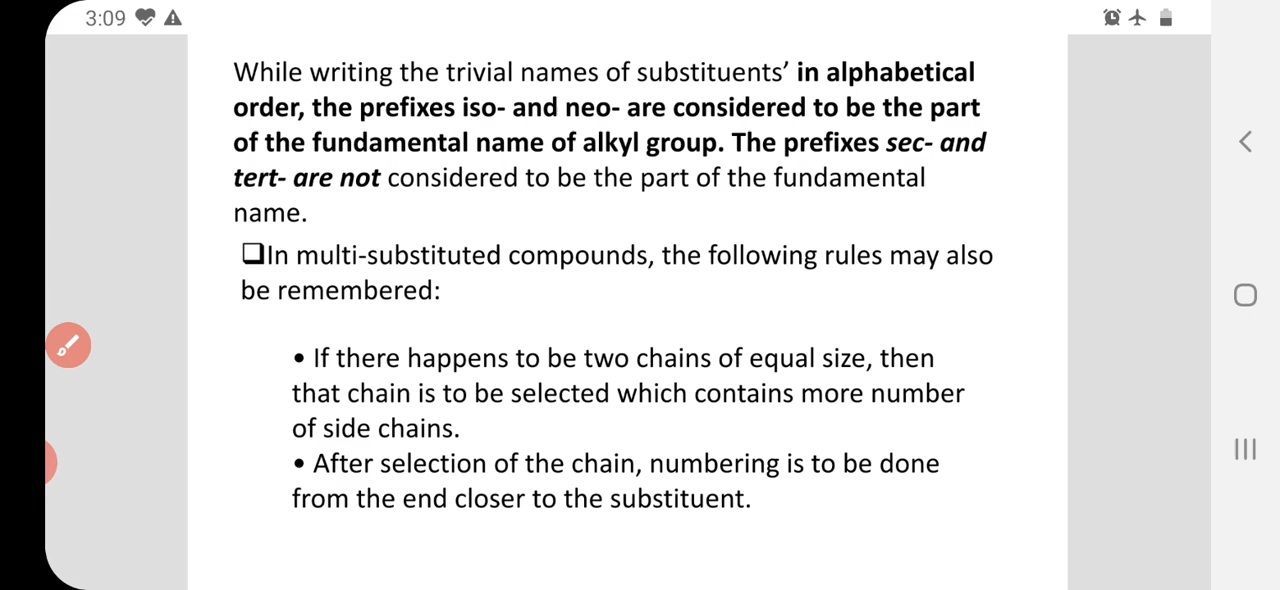 3:09
While writing the trivial names of substituents’ in alphabetical
order, the prefixes iso- and neo- are considered to be the part
of the fundamental name of alkyl group. The prefixes sec- and
tert- are not considered to be the part of the fundamental
name.
❑In multi-substituted compounds, the following rules may also
be remembered:
• If there happens to be two chains of equal size, then
that chain is to be selected which contains more number
of side chains.
• After selection of the chain, numbering is to be done
from the end closer to the substituent.